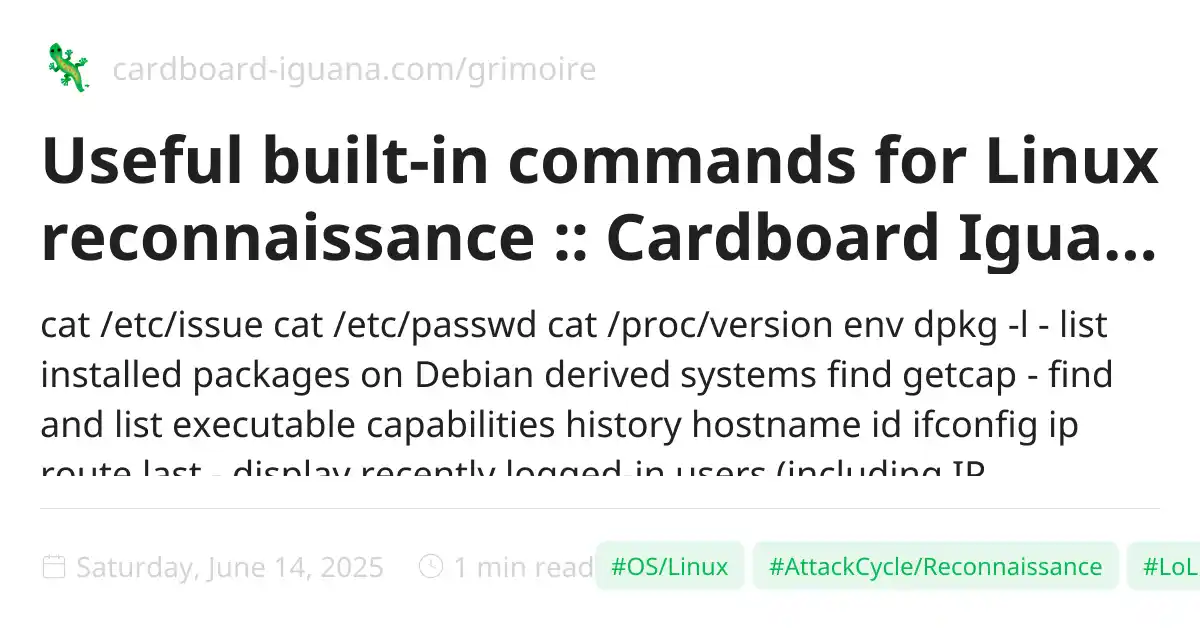 cardboard-iguana.com/grimoire
Useful built-in commands for Linux
reconnaissance :: Cardboard Igua...
cat /etc/issue cat /etc/passwd cat /proc/version env dpkg -l - list
installed packages on Debian derived systems find getcap - find
and list executable capabilities history hostname id ifconfig ip
route last - display recently logged-in users (including IP
Saturday, June 14, 2025 1 min read #OS/Linux #AttackCycle/Reconnaissance #LoL